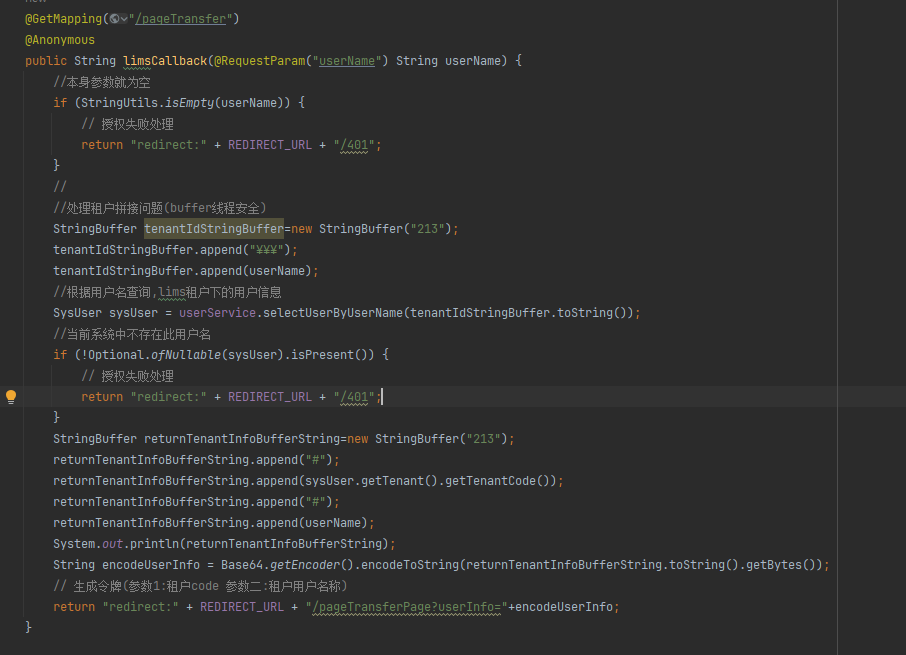 @GetMapping("/pageTransfer")
@Anonymous
public String limsCallback(@RequestParam("userName") String userName) {
//本身参数就为空
if (StringUtils.isEmpty(userName)) {
// 授权失败处理
return "redirect:" + REDIRECT_URL + "/401";
}
//
//处理租户拼接问题(buffer线程安全)
StringBuffer tenantIdStringBuffer=new StringBuffer("213");
tenantIdStringBuffer.append("¥¥¥");
tenantIdStringBuffer.append(userName);
//根据用户名查询,lims租户下的用户信息
SysUser sysUser = userService.selectUserByUserName(tenantIdStringBuffer.toString());
//当前系统中不存在此用户名
if (!Optional.ofNullable(sysUser).isPresent()) {
// 授权失败处理
return "redirect:" + REDIRECT_URL + "/401";
}
StringBuffer returnTenantInfoBufferString=new StringBuffer("213");
returnTenantInfoBufferString.append("#");
returnTenantInfoBufferString.append(sysUser.getTenant().getTenantCode());
returnTenantInfoBufferString.append("#");
returnTenantInfoBufferString.append(userName);
System.out.println(returnTenantInfoBufferString);
String encodeUserInfo = Base64.getEncoder().encodeToString(returnTenantInfoBufferString.toString().getBytes());
// 生成令牌(参数1:租户code 参数二:租户用户名称)
return "redirect:" + REDIRECT_URL + "/pageTransferPage?userInfo="+encodeUserInfo;
}